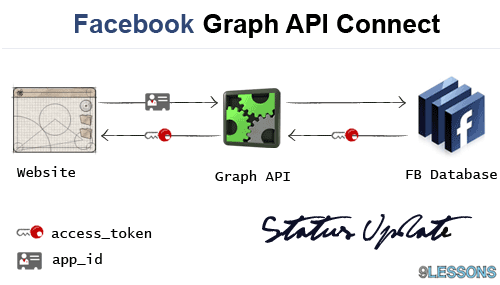 Facebook Graph API Connect
Website
Graph API
FB Database
access_token
app_id
Status Update
9LESSONS